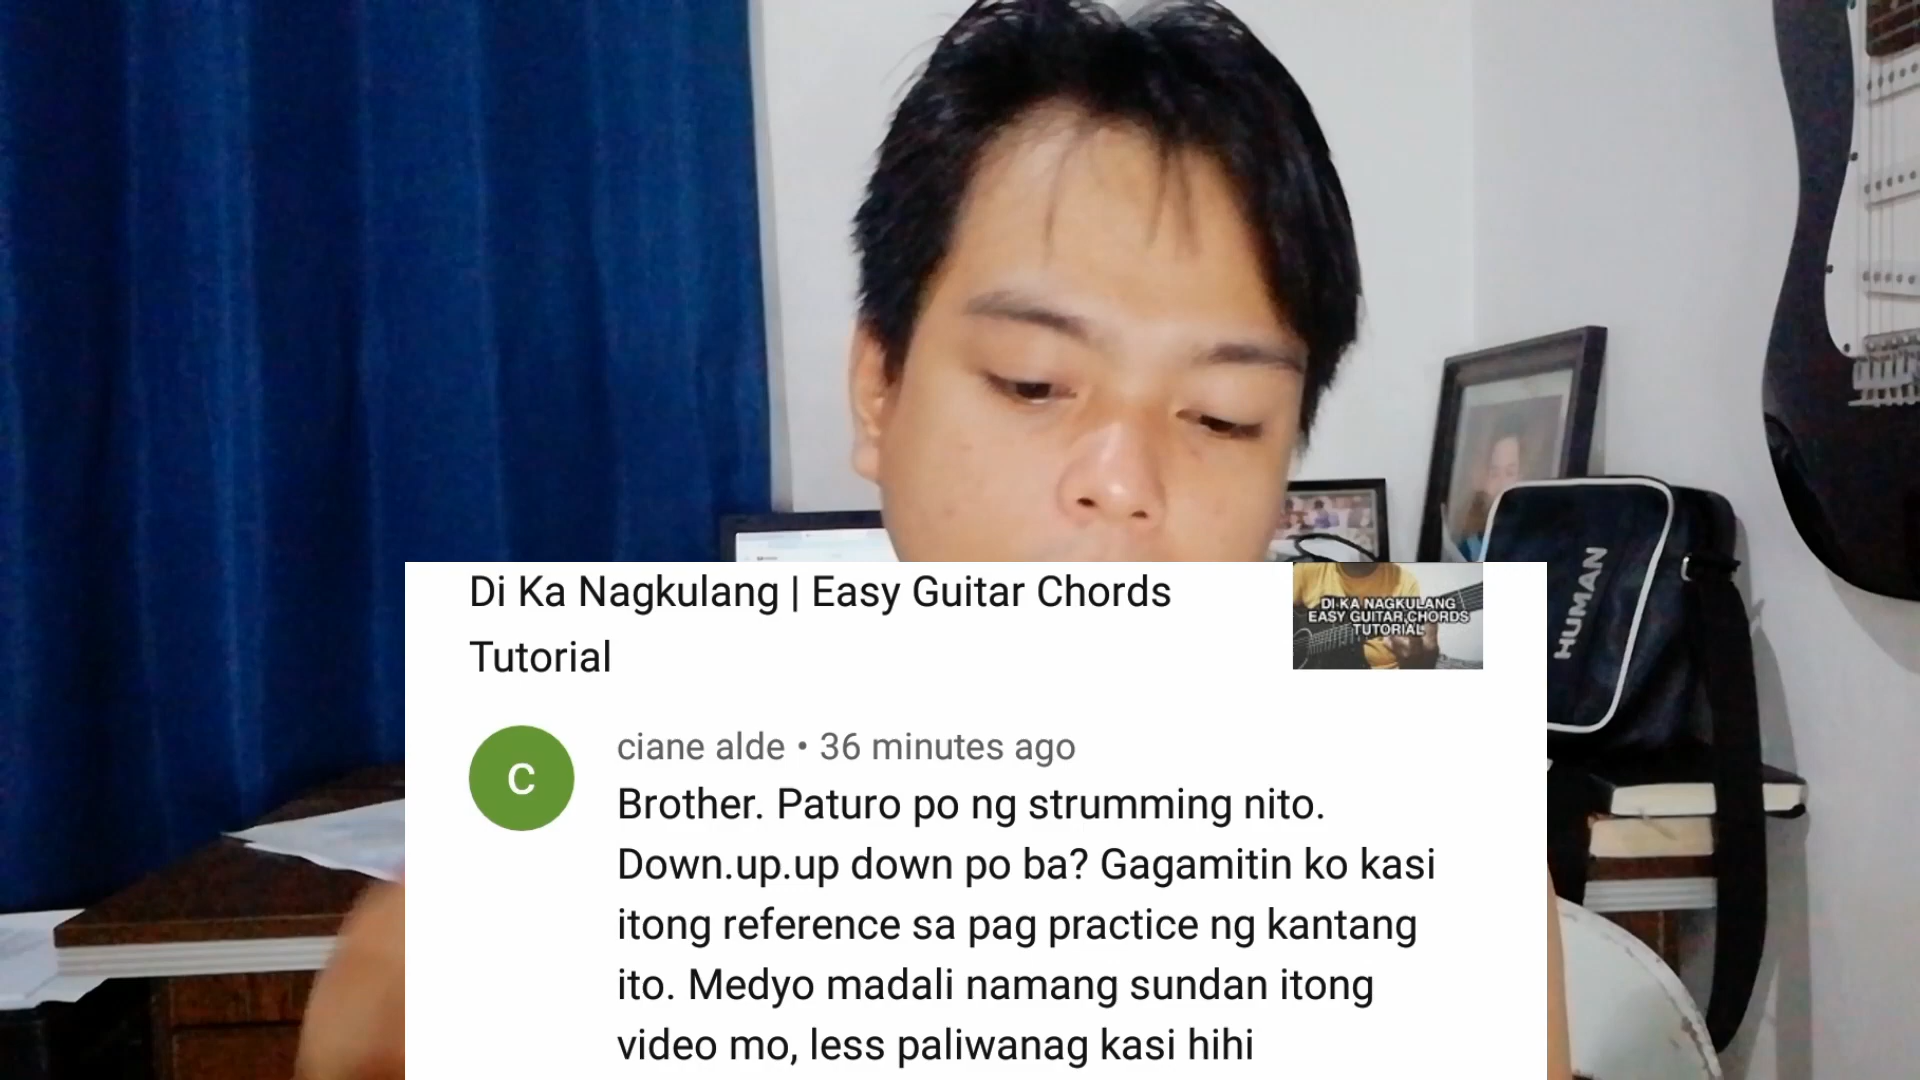 Di Ka Nagkulang | Easy Guitar Chords
Tutorial
DI KA NAGKULANG
EASY GUITAR CHORDS
TUTORIAL
C
ciane alde • 36 minutes ago
Brother. Paturo po ng strumming nito.
Down.up.up down po ba? Gagamitin ko kasi
itong reference sa pag practice ng kantang
ito. Medyo madali namang sundan itong
video mo, less paliwanag kasi hihi
HUMAN